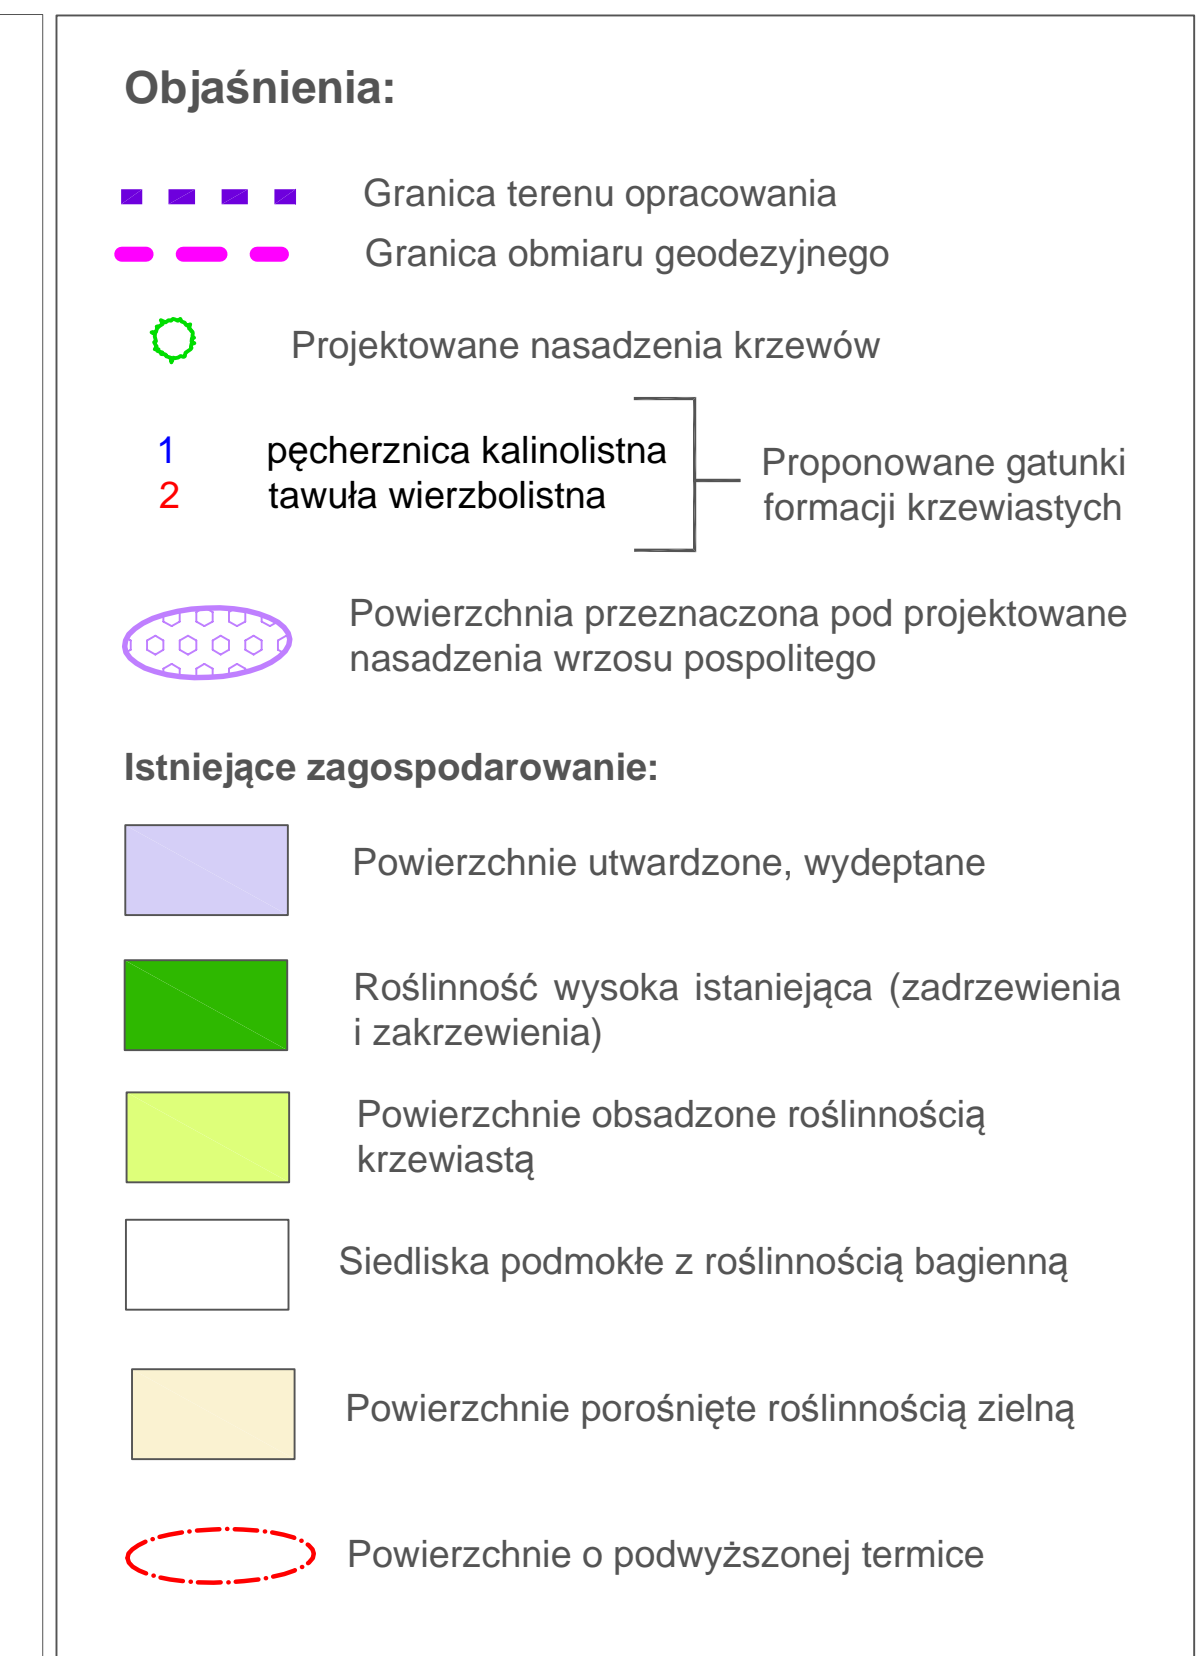 Objaśnienia:
Granica terenu opracowania
Granica obmiaru geodezyjnego
Projektowane nasadzenia krzewów
1 pęcherznica kalinolistna
2 tawuła wierzbolistna
Proponowane gatunki
formacji krzewiastych
Powierzchnia przeznaczona pod projektowane
nasadzenia wrzosu pospolitego
Istniejące zagospodarowanie:
Powierzchnie utwardzone, wydeptane
Roślinność wysoka istaniejąca (zadrzewienia
i zakrzewienia)
Powierzchnie obsadzone roślinnością
krzewiastą
Siedliska podmokłe z roślinnością bagienną
Powierzchnie porośnięte roślinnością zielną
Powierzchnie o podwyższonej termice